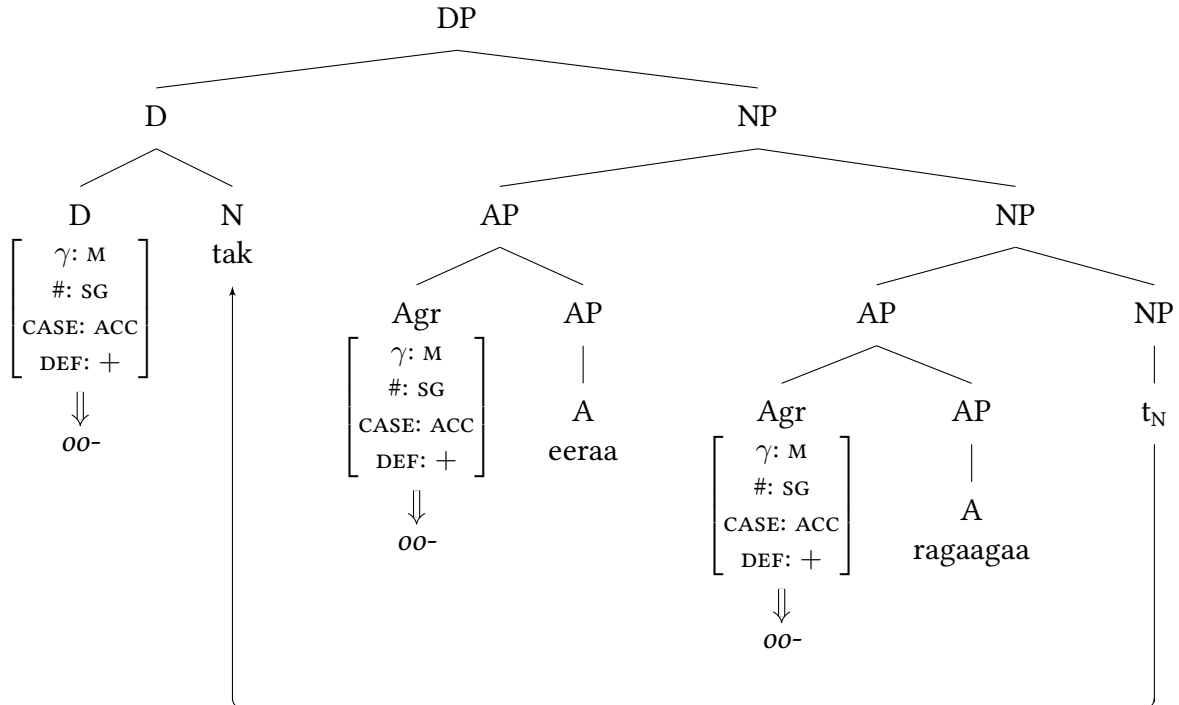 DP
D NP
D N AP NP
γ: M
#: SG
CASE: ACC
DEF: +
oo-
tak
Agr AP AP NP
γ: M
#: SG
CASE: ACC
DEF: +
oo-
A
eeraa
Agr AP tN
γ: M
#: SG
CASE: ACC
DEF: +
oo-
A
ragaagaa